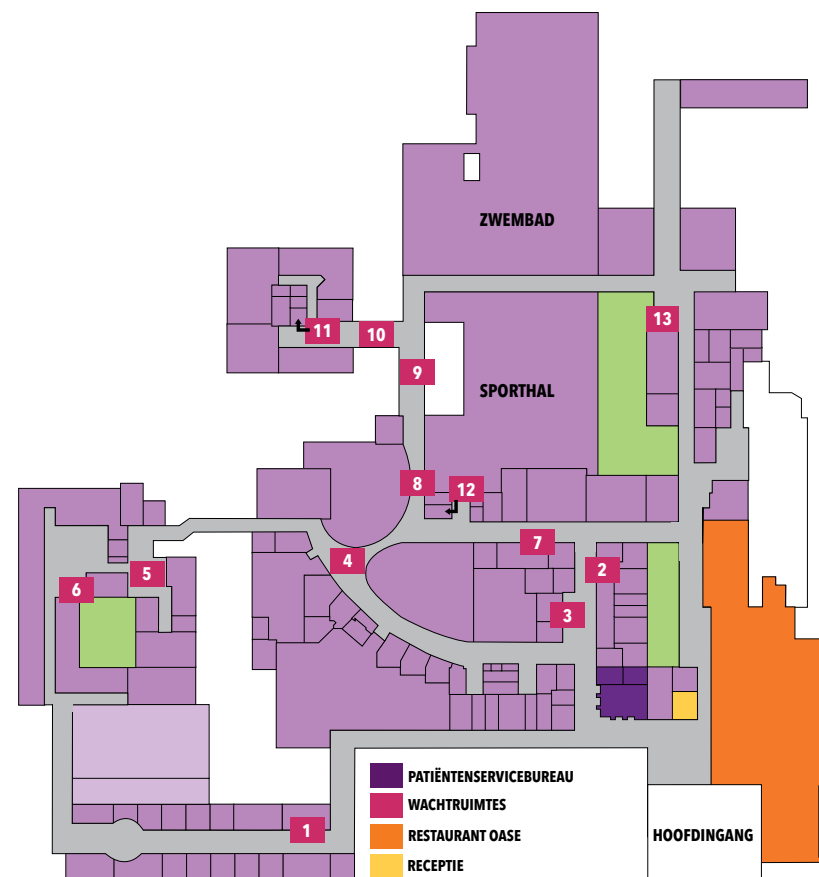 ZWEMBAD
13
11
10
9
SPORTHAL
8
12
7
4
2
5
6
3
PATIËNTENSERVICEBUREAU
WACHTRUIMTES
1
RESTAURANT OASE
HOOFDINGANG
RECEPTIE